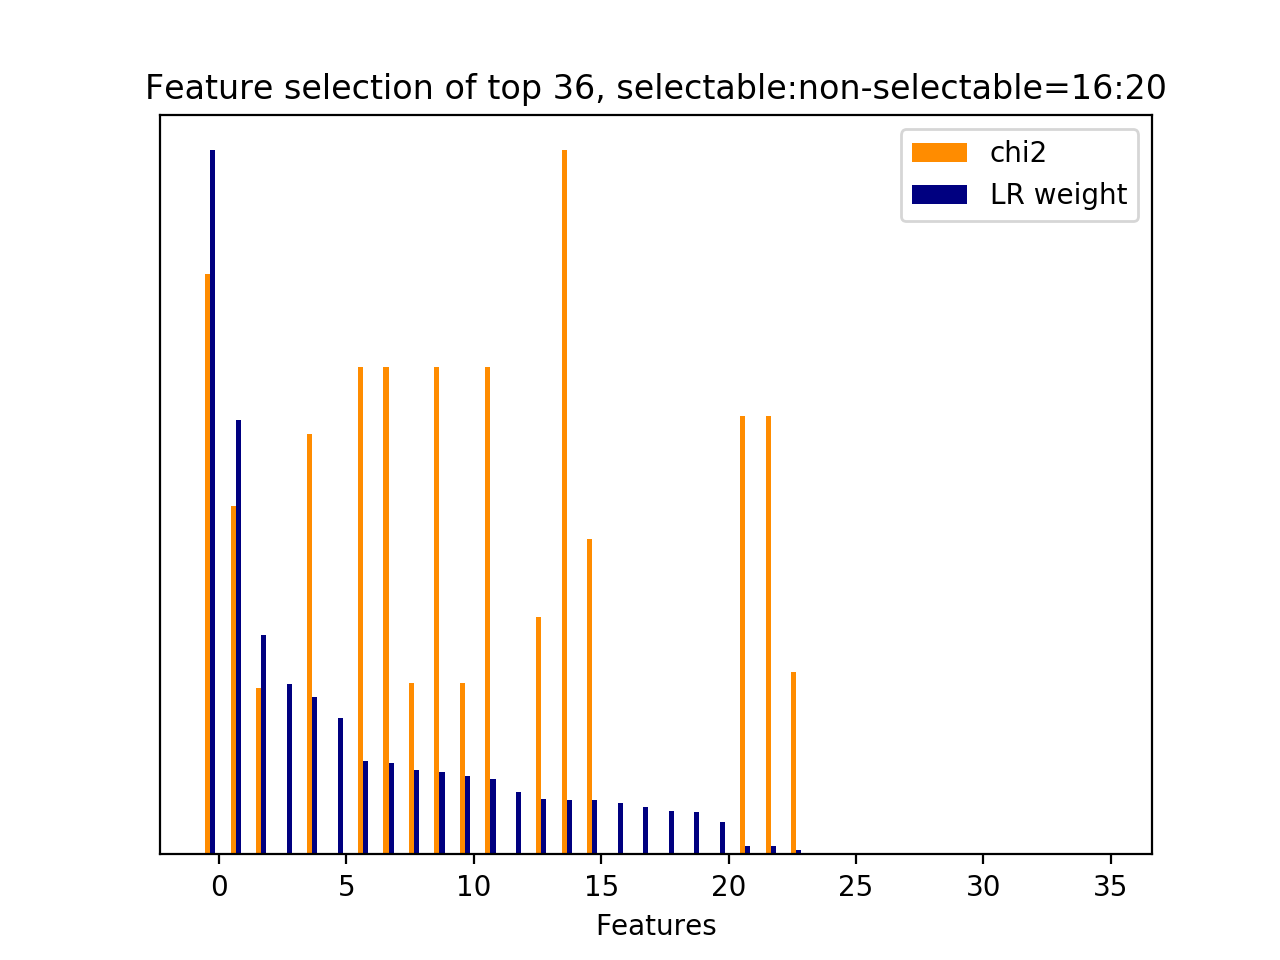 Feature selection of top 36, selectable:non-selectable=16:20
chi2
LR weight
0 5 10 15 20 25 30 35
Features